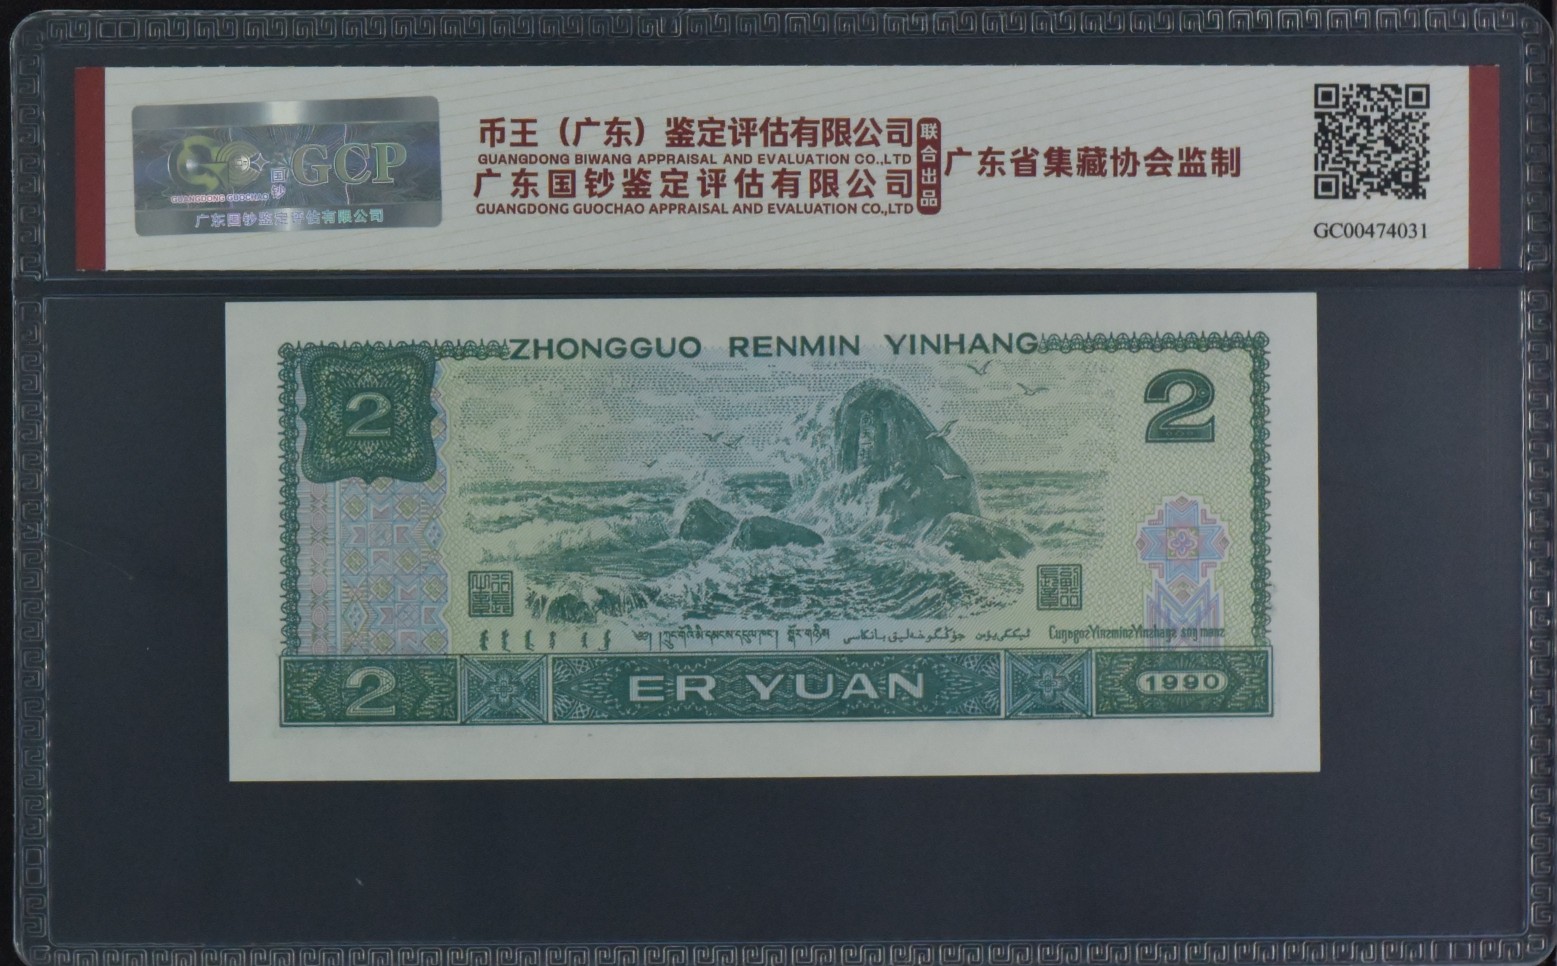 GCP
国钞
GUANGDONG GUOCHAO
广东国钞鉴定评估有限公司
币王（广东）鉴定评估有限公司
GUANGDONG BIWANG APPRAISAL AND EVALUATION CO.,LTD
广东国钞鉴定评估有限公司
GUANGDONG GUOCHAO APPRAISAL AND EVALUATION CO.,LTD
联合出品
广东省集藏协会监制
GC00474031
ZHONGGUO RENMIN YINHANG
2
2
CuŋgozYinzminzYinzhangz sng maenz
2
ER YUAN
1990